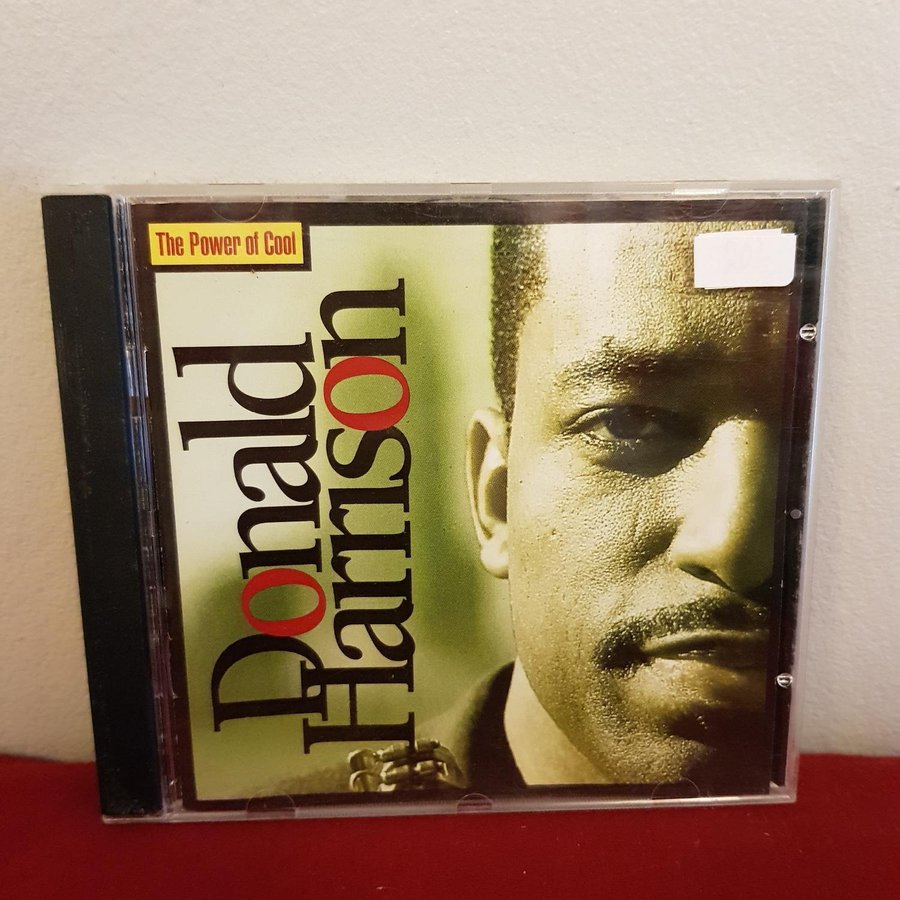 The Power of Cool
Donald
Harrison